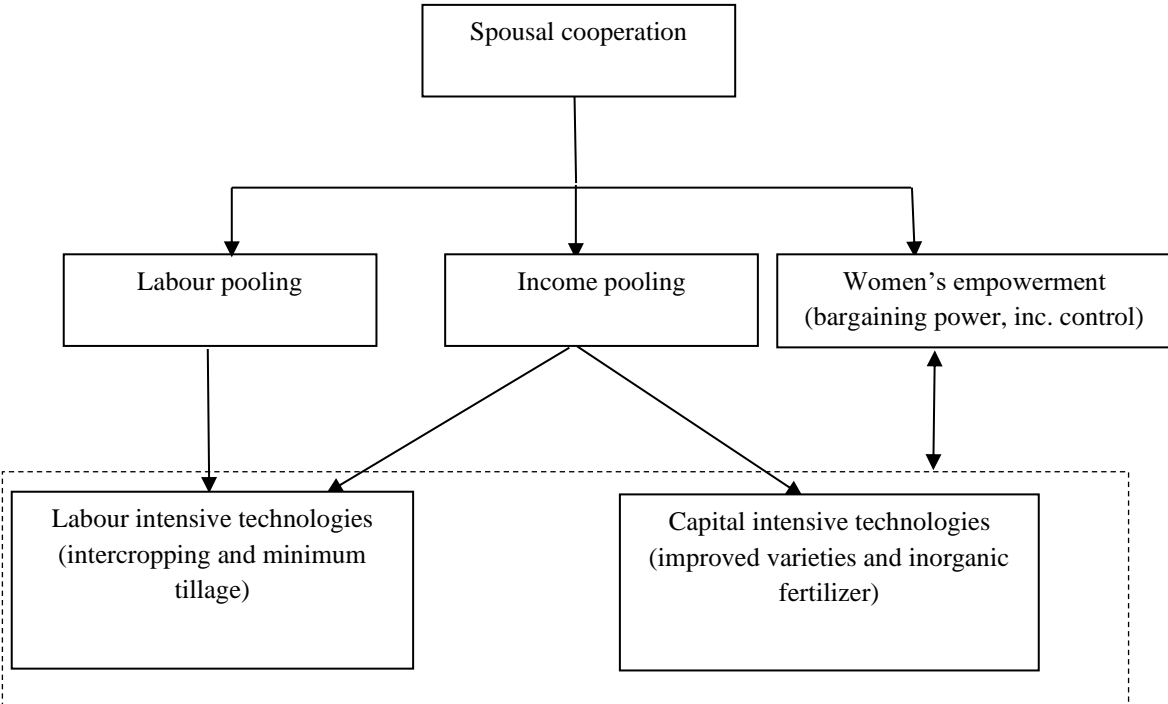 Spousal cooperation
Labour pooling
Income pooling
Women’s empowerment
(bargaining power, inc. control)
Labour intensive technologies
(intercropping and minimum
tillage)
Capital intensive technologies
(improved varieties and inorganic
fertilizer)